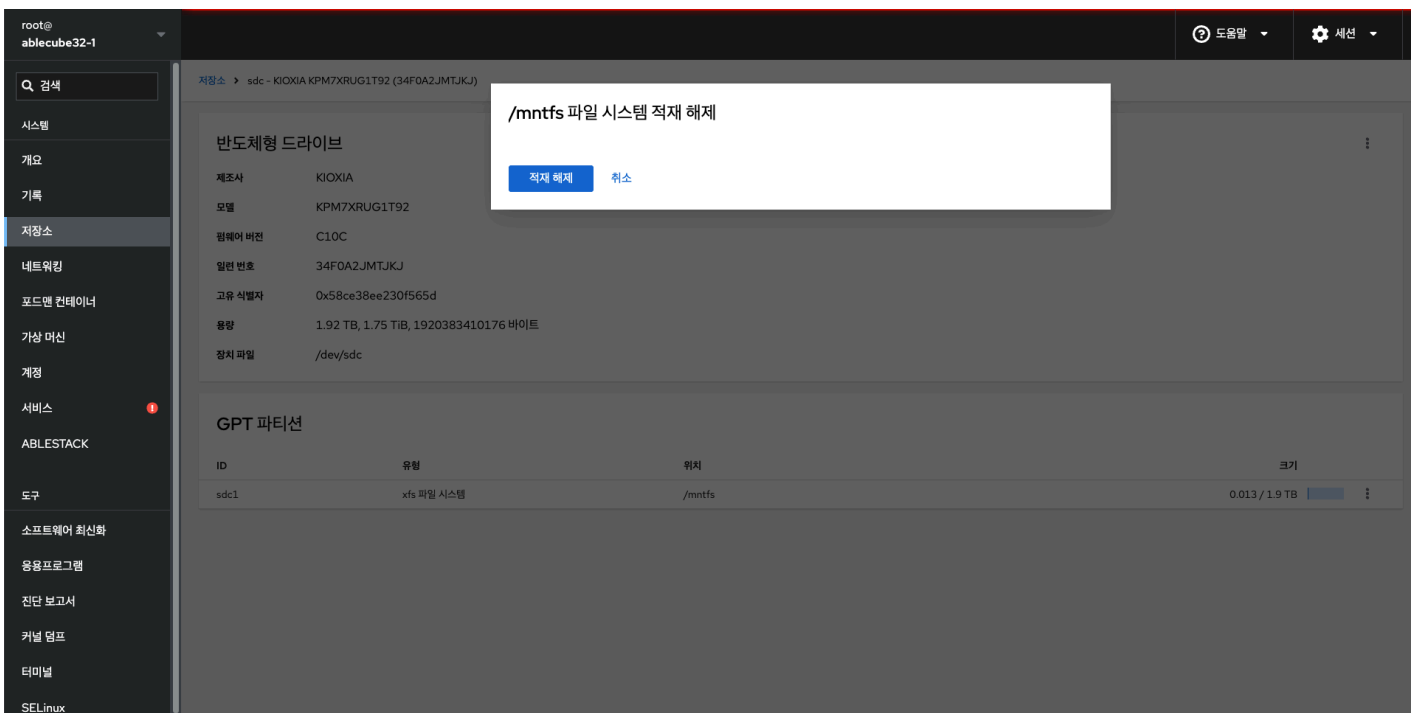 root@
ablecube32-1
도움말
세션
검색
시스템
개요
기록
저장소
네트워킹
포드맨 컨테이너
가상 머신
계정
서비스
ABLESTACK
도구
소프트웨어 최신화
응용프로그램
진단 보고서
커널 덤프
터미널
SELinux
저장소 > sdc - KIOXIA KPM7XRUG1T92 (34F0A2JMTJKJ)
/mntfs 파일 시스템 적재 해제
적재 해제 취소
반도체형 드라이브
제조사 KIOXIA
모델 KPM7XRUG1T92
펌웨어 버전 C10C
일련 번호 34F0A2JMTJKJ
고유 식별자 0x58ce38ee230f565d
용량 1.92 TB, 1.75 TiB, 1920383410176 바이트
장치 파일 /dev/sdc
GPT 파티션
ID 유형 위치 크기
sdc1 xfs 파일 시스템 /mntfs 0.013 / 1.9 TB